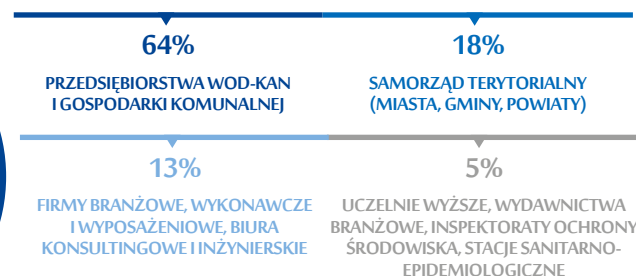 64%
PRZEDSIĘBIORSTWA WOD-KAN
I GOSPODARKI KOMUNALNEJ
18%
SAMORZĄD TERYTORIALNY
(MIASTA, GMINY, POWIATY)
13%
FIRMY BRANŻOWE, WYKONAWCZE
I WYPOSAŻENIOWE, BIURA
KONSULTINGOWE I INŻYNIERSKIE
5%
UCZELNIE WYŻSZE, WYDAWNICTWA
BRANŻOWE, INSPEKTORATY OCHRONY
ŚRODOWISKA, STACJE SANITARNO-
EPIDEMIOLOGICZNE